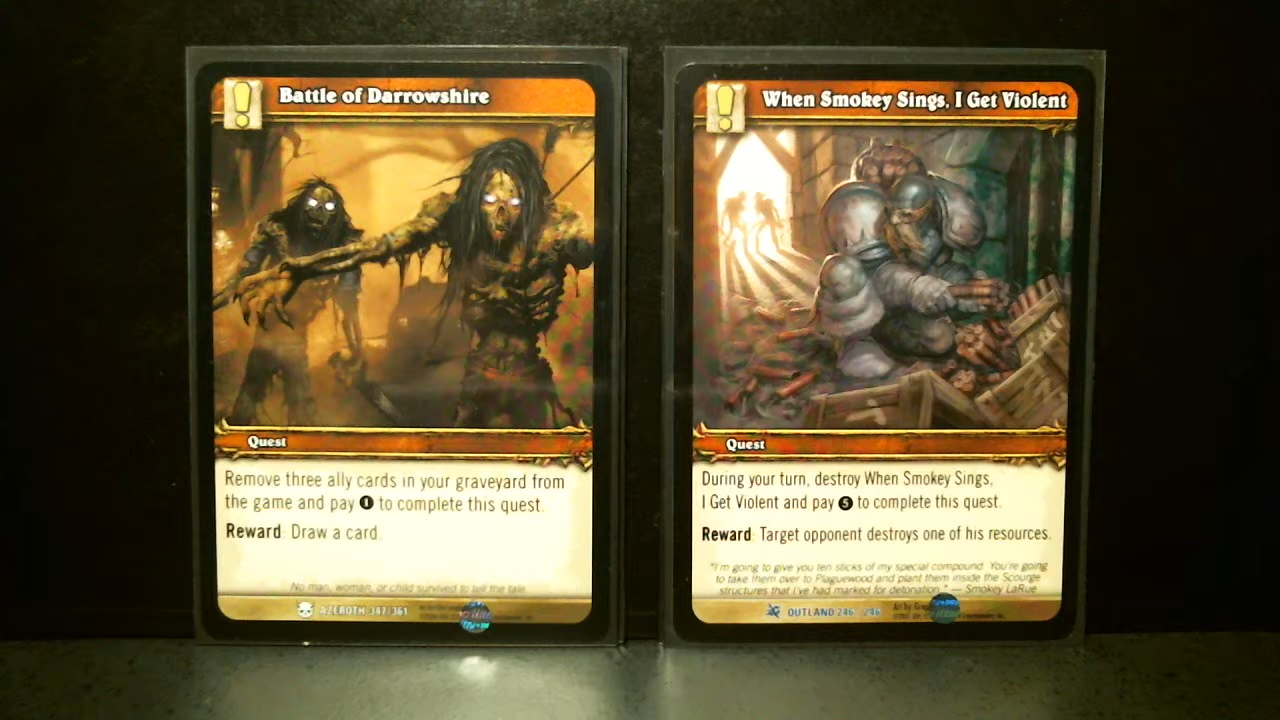 Battle of Darrowshire
Quest
Remove three ally cards in your graveyard from
the game and pay 1 to complete this quest.
Reward: Draw a card.
No man, woman, or child survived to tell the tale.
AZEROTH 347/361
When Smokey Sings, I Get Violent
Quest
During your turn, destroy When Smokey Sings,
I Get Violent and pay 5 to complete this quest.
Reward: Target opponent destroys one of his resources.
"I'm going to give you ten sticks of my special compound. You're going
to take them over to Plaguewood and plant them inside the Scourge
structures that I've had marked for detonation." — Smokey LaRue
OUTLAND 246/246
Art by